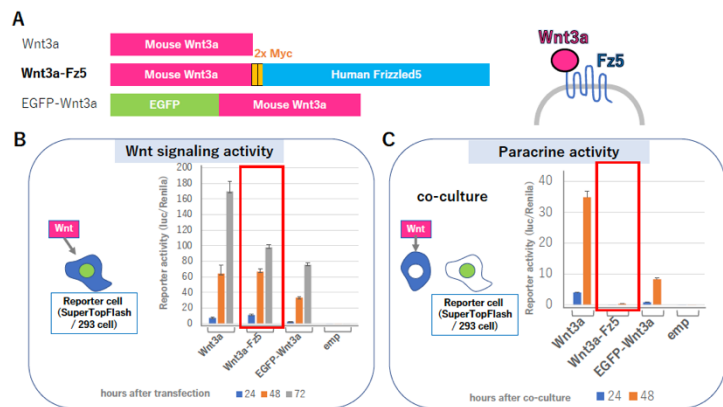 A
Wnt3a
Mouse Wnt3a
2x Myc
Wnt3a-Fz5
Mouse Wnt3a
Human Frizzled5
EGFP-Wnt3a
EGFP
Mouse Wnt3a
Wnt3a
Fz5
B
Wnt signaling activity
Wnt
Reporter cell
(SuperTopFlash
/ 293 cell)
Reporter activity (luc/Renilla)
200
180
160
140
120
100
80
60
40
20
0
Wnt3a
Wnt3a-Fz5
EGFP-Wnt3a
emp
hours after transfection
24
48
72
C
Paracrine activity
co-culture
Wnt
Reporter cell
(SuperTopFlash
/ 293 cell)
Reporter activity (luc/Renilla)
40
30
20
10
0
Wnt3a
Wnt3a-Fz5
EGFP-Wnt3a
emp
hours after co-culture
24
48